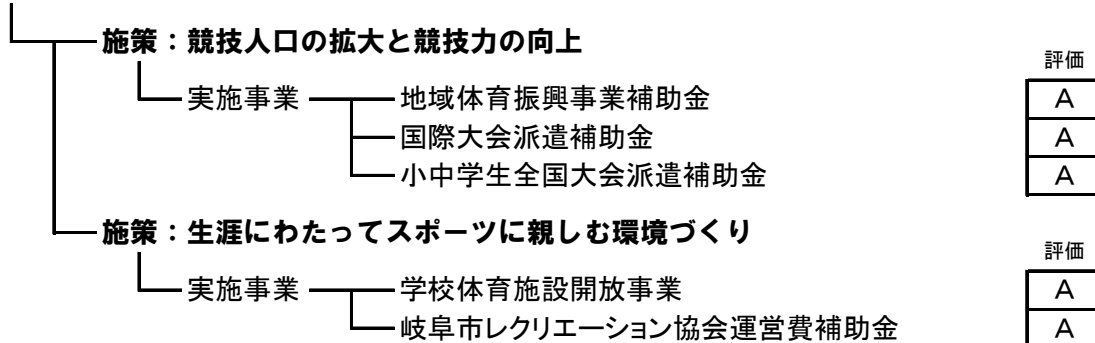 施策：競技人口の拡大と競技力の向上
評価
実施事業 地域体育振興事業補助金 A
国際大会派遣補助金 A
小中学生全国大会派遣補助金 A
施策：生涯にわたってスポーツに親しむ環境づくり
評価
実施事業 学校体育施設開放事業 A
岐阜市レクリエーション協会運営費補助金 A